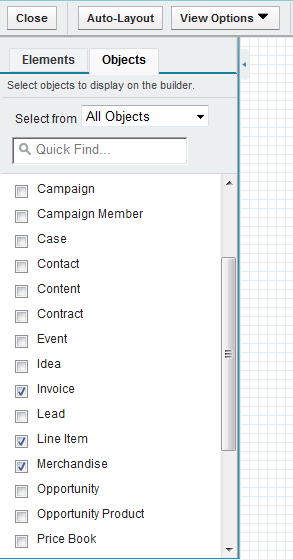 Close
Auto-Layout
View Options
Elements
Objects
Select objects to display on the builder.
Select from
All Objects
Quick Find...
Campaign
Campaign Member
Case
Contact
Content
Contract
Event
Idea
Invoice
Lead
Line Item
Merchandise
Opportunity
Opportunity Product
Price Book